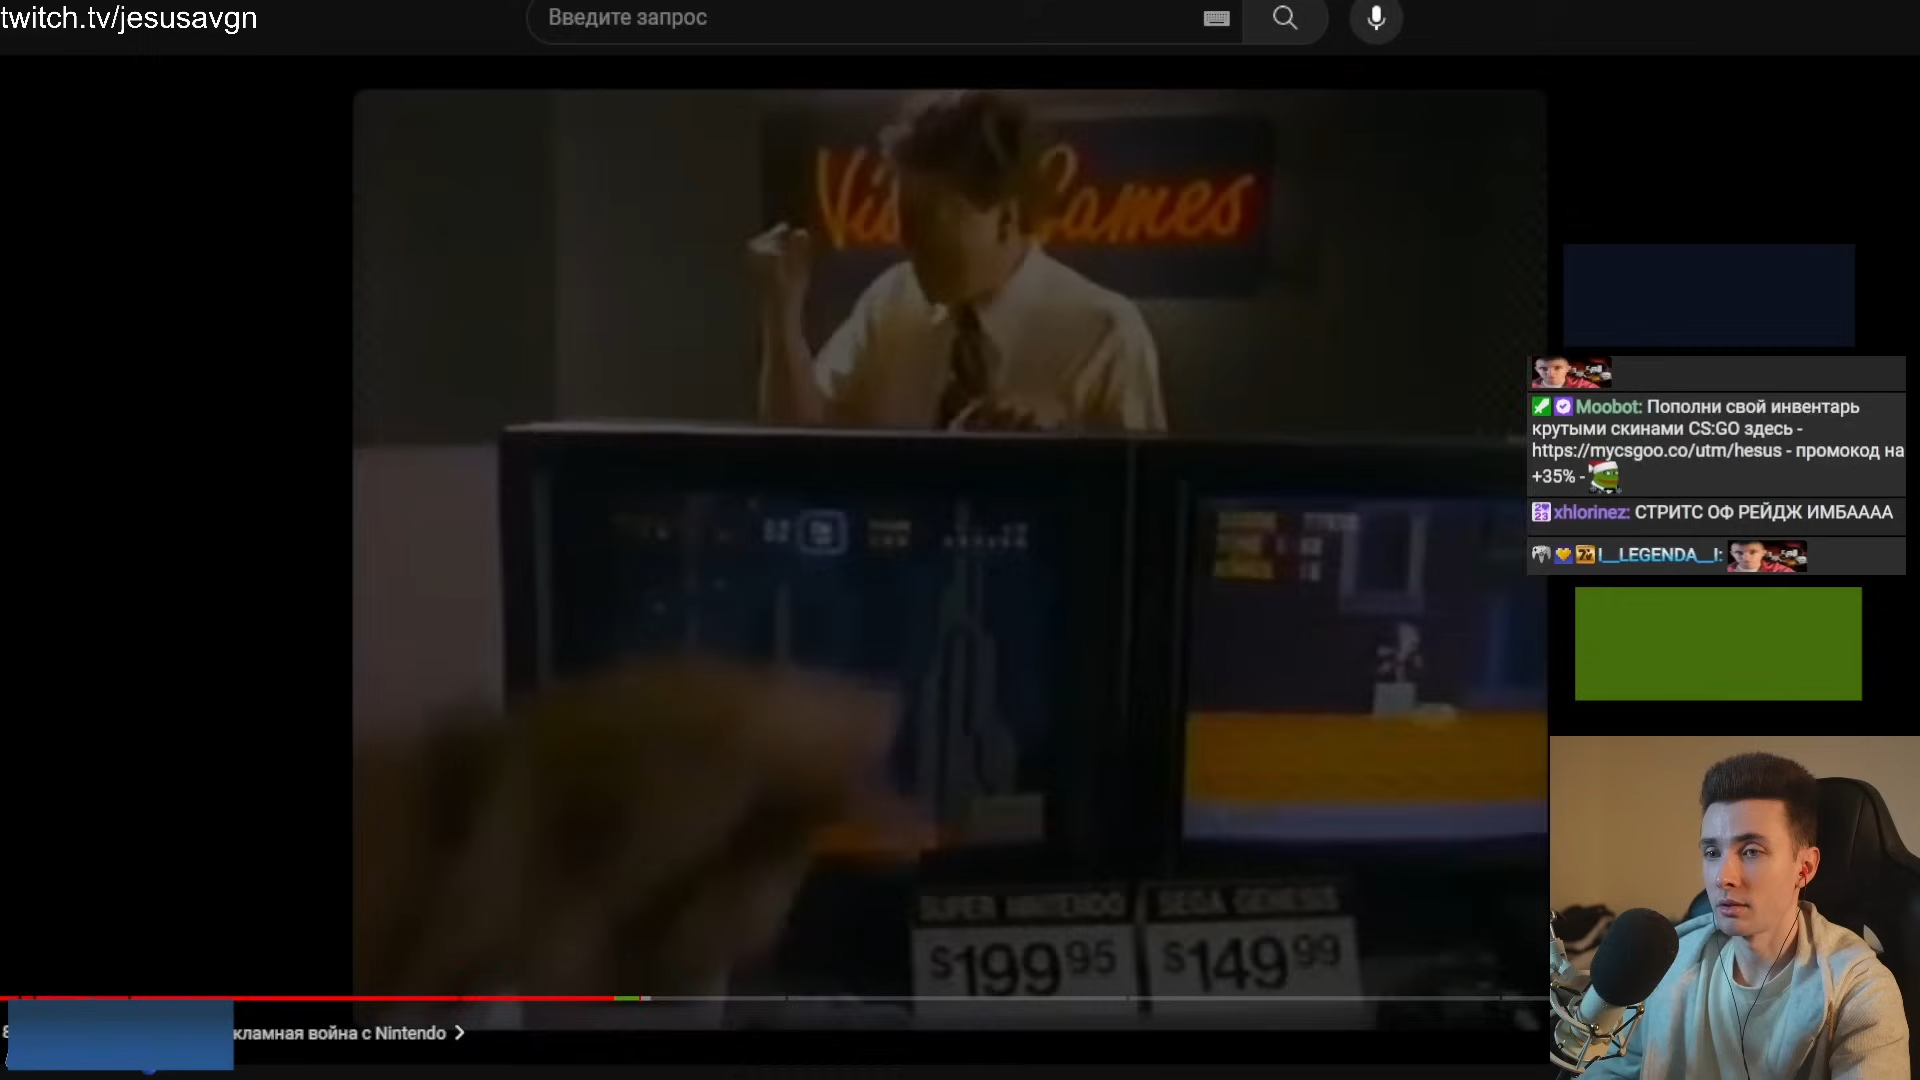 twitch.tv/jesusavgn
Введите запрос
Games
Moobot: Пополни свой инвентарь
крутыми скинами CS:GO здесь -
https://mycsgoo.co/utm/hesus - промокод на
+35% -
xhlorinez: СТРИТС ОФ РЕЙДЖ ИМБАААА
I__LEGENDA__I:
SUPER NINTENDO SEGA GENESIS
$199 95 $149 99
кламная война с Nintendo